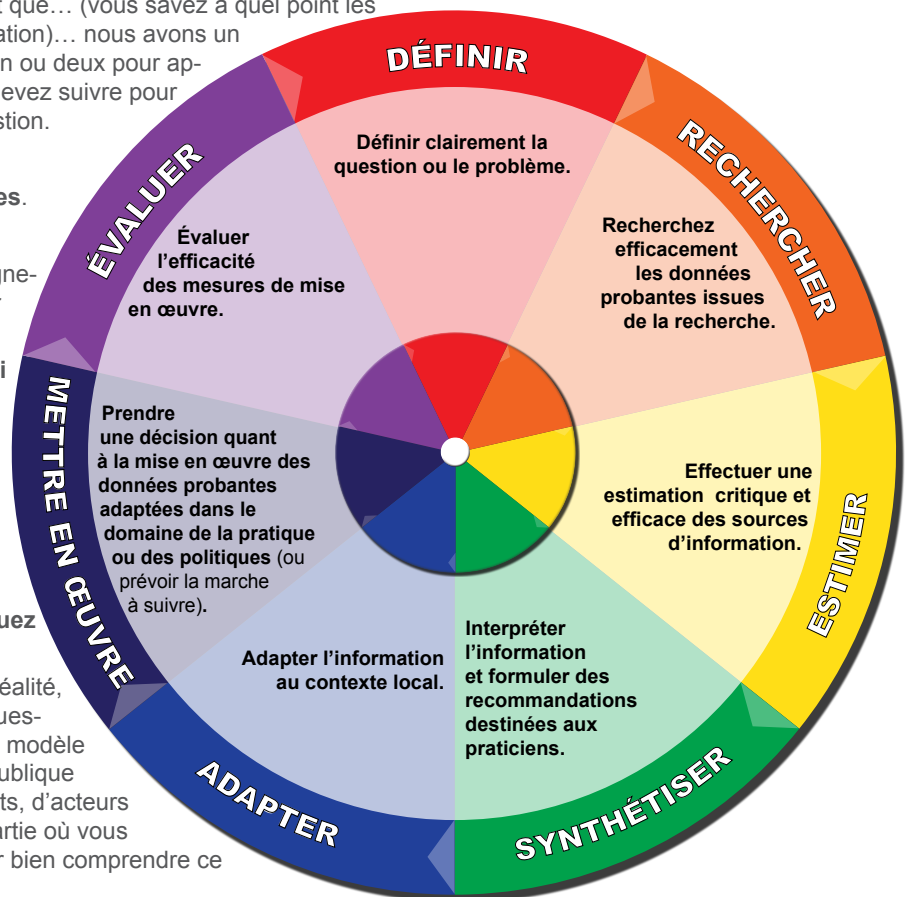 t que… (vous savez à quel point les
ation)… nous avons un
n ou deux pour ap-
evez suivre pour
stion.
es.
gne-
i
uez
éalité,
ues-
modèle
ublique
ts, d’acteurs
artie où vous
r bien comprendre ce
DÉFINIR
Définir clairement la
question ou le problème.
RECHERCHER
Recherchez
efficacement
les données
probantes issues
de la recherche.
ESTIMER
Effectuer une
estimation critique et
efficace des sources
d’information.
SYNTHÉTISER
Interpréter
l’information
et formuler des
recommandations
destinées aux
praticiens.
ADAPTER
Adapter l’information
au contexte local.
METTRE EN ŒUVRE
Prendre
une décision quant
à la mise en œuvre des
données probantes
adaptées dans le
domaine de la pratique
ou des politiques (ou
prévoir la marche
à suivre).
ÉVALUER
Évaluer
l’efficacité
des mesures de mise
en œuvre.